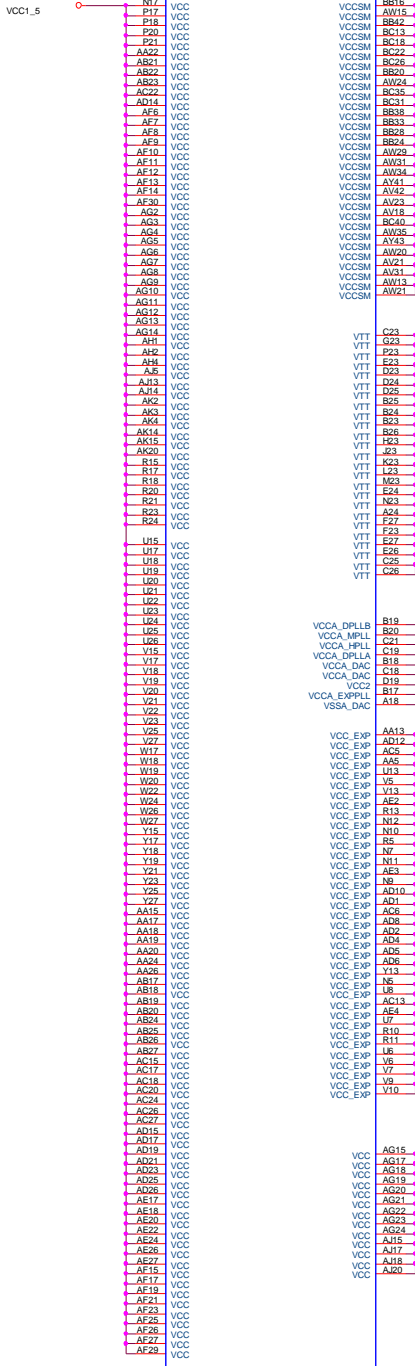 VCC1_5
N17 VCC
P17 VCC
P18 VCC
P20 VCC
P21 VCC
AA22 VCC
AB21 VCC
AB22 VCC
AB23 VCC
AC22 VCC
AD14 VCC
AF6 VCC
AF7 VCC
AF8 VCC
AF9 VCC
AF10 VCC
AF11 VCC
AF12 VCC
AF13 VCC
AF14 VCC
AF30 VCC
AG2 VCC
AG3 VCC
AG4 VCC
AG5 VCC
AG6 VCC
AG7 VCC
AG8 VCC
AG9 VCC
AG10 VCC
AG11 VCC
AG12 VCC
AG13 VCC
AG14 VCC
AH1 VCC
AH2 VCC
AH4 VCC
AJ5 VCC
AJ13 VCC
AJ14 VCC
AK2 VCC
AK3 VCC
AK4 VCC
AK14 VCC
AK15 VCC
AK20 VCC
R15 VCC
R17 VCC
R18 VCC
R20 VCC
R21 VCC
R23 VCC
R24 VCC
U15 VCC
U17 VCC
U18 VCC
U19 VCC
U20 VCC
U21 VCC
U22 VCC
U23 VCC
U24 VCC
U25 VCC
U26 VCC
V15 VCC
V17 VCC
V18 VCC
V19 VCC
V20 VCC
V21 VCC
V22 VCC
V23 VCC
V25 VCC
V27 VCC
W17 VCC
W18 VCC
W19 VCC
W20 VCC
W22 VCC
W24 VCC
W26 VCC
W27 VCC
Y15 VCC
Y17 VCC
Y18 VCC
Y19 VCC
Y21 VCC
Y23 VCC
Y25 VCC
Y27 VCC
AA15 VCC
AA17 VCC
AA18 VCC
AA19 VCC
AA20 VCC
AA24 VCC
AA26 VCC
AB17 VCC
AB18 VCC
AB19 VCC
AB20 VCC
AB24 VCC
AB25 VCC
AB26 VCC
AB27 VCC
AC15 VCC
AC17 VCC
AC18 VCC
AC20 VCC
AC24 VCC
AC26 VCC
AC27 VCC
AD15 VCC
AD17 VCC
AD19 VCC
AD21 VCC
AD23 VCC
AD25 VCC
AD26 VCC
AE17 VCC
AE18 VCC
AE20 VCC
AE22 VCC
AE24 VCC
AE26 VCC
AE27 VCC
AF15 VCC
AF17 VCC
AF19 VCC
AF21 VCC
AF23 VCC
AF25 VCC
AF26 VCC
AF27 VCC
AF29 VCC
VCCSM BB16
VCCSM AW15
VCCSM BB42
VCCSM BC13
VCCSM BC18
VCCSM BC22
VCCSM BC26
VCCSM BB20
VCCSM AW24
VCCSM BC35
VCCSM BC31
VCCSM BB38
VCCSM BB33
VCCSM BB28
VCCSM BB24
VCCSM AW29
VCCSM AW31
VCCSM AW34
VCCSM AY41
VCCSM AV42
VCCSM AV23
VCCSM AV18
VCCSM BC40
VCCSM AW35
VCCSM AY43
VCCSM AW20
VCCSM AV21
VCCSM AV31
VCCSM AW13
VCCSM AW21
VTT C23
VTT G23
VTT P23
VTT E23
VTT D23
VTT D24
VTT D25
VTT B25
VTT B24
VTT B23
VTT B26
VTT H23
VTT J23
VTT K23
VTT L23
VTT M23
VTT E24
VTT N23
VTT A24
VTT F27
VTT F23
VTT E27
VTT E26
VTT C25
VTT C26
VCCA_DPLLB B19
VCCA_MPLL B20
VCCA_HPLL C21
VCCA_DPLLA C19
VCCA_DAC B18
VCCA_DAC C18
VCC2 D19
VCCA_EXPPLL B17
VSSA_DAC A18
VCC_EXP AA13
VCC_EXP AD12
VCC_EXP AC5
VCC_EXP AA5
VCC_EXP U13
VCC_EXP V5
VCC_EXP V13
VCC_EXP AE2
VCC_EXP R13
VCC_EXP N12
VCC_EXP N10
VCC_EXP R5
VCC_EXP N7
VCC_EXP N11
VCC_EXP AE3
VCC_EXP N9
VCC_EXP AD10
VCC_EXP AD1
VCC_EXP AC6
VCC_EXP AD8
VCC_EXP AD2
VCC_EXP AD4
VCC_EXP AD5
VCC_EXP AD6
VCC_EXP Y13
VCC_EXP N5
VCC_EXP U8
VCC_EXP AC13
VCC_EXP AE4
VCC_EXP U7
VCC_EXP R10
VCC_EXP R11
VCC_EXP U6
VCC_EXP V6
VCC_EXP V7
VCC_EXP V9
VCC_EXP V10
VCC AG15
VCC AG17
VCC AG18
VCC AG19
VCC AG20
VCC AG21
VCC AG22
VCC AG23
VCC AG24
VCC AJ15
VCC AJ17
VCC AJ18
VCC AJ20